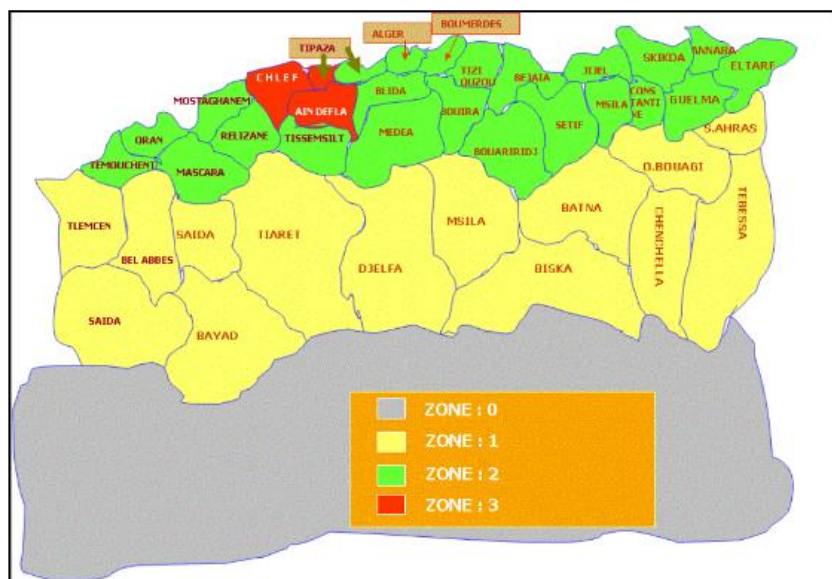 BOUMERDES
ALGER
TIPAZA
CHLEF
AIN DEFLA
MOSTAGHANEM
ORAN
TEMOUCHENT
RELIZANE
MASCARA
TISSEMSILT
BLIDA
MEDEA
TIZI
OUZOU
BOUIRA
BEJAIA
BOUARIRIDJ
SETIF
JIJEL
MSILA
SKIKDA
CONS
TANTI
NE
ANNABA
ELTARF
GUELMA
S.AHRAS
O.BOUAGI
TEBESSA
CHENCHELLA
BATNA
BISKA
MSILA
DJELFA
TIARET
SAIDA
BEL ABBES
TLEMCEN
SAIDA
BAYAD
ZONE : 0
ZONE : 1
ZONE : 2
ZONE : 3